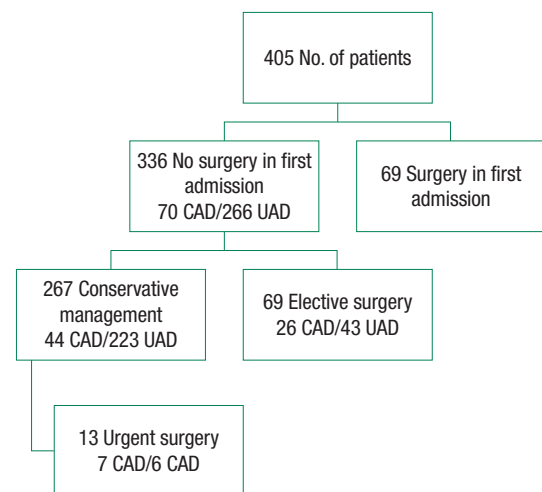 405 No. of patients
336 No surgery in first
admission
70 CAD/266 UAD
69 Surgery in first
admission
267 Conservative
management
44 CAD/223 UAD
69 Elective surgery
26 CAD/43 UAD
13 Urgent surgery
7 CAD/6 CAD